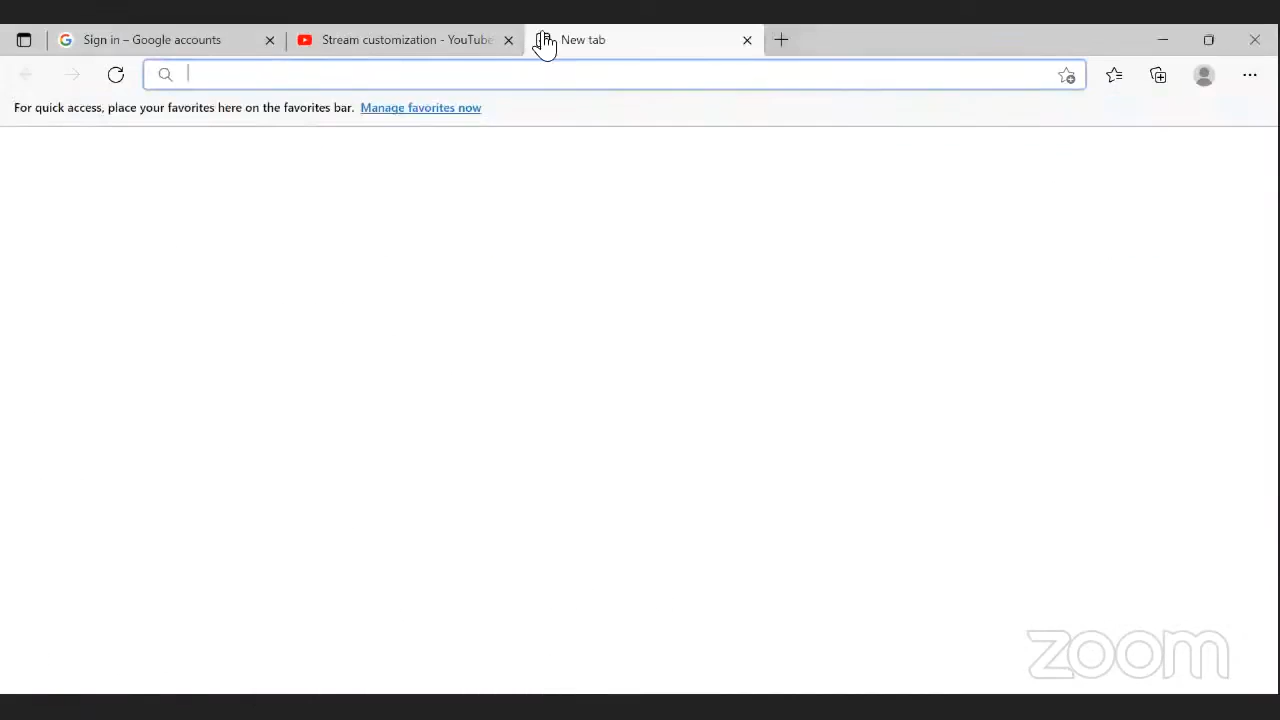 Sign in – Google accounts
Stream customization - YouTube
New tab
For quick access, place your favorites here on the favorites bar. Manage favorites now
zoom